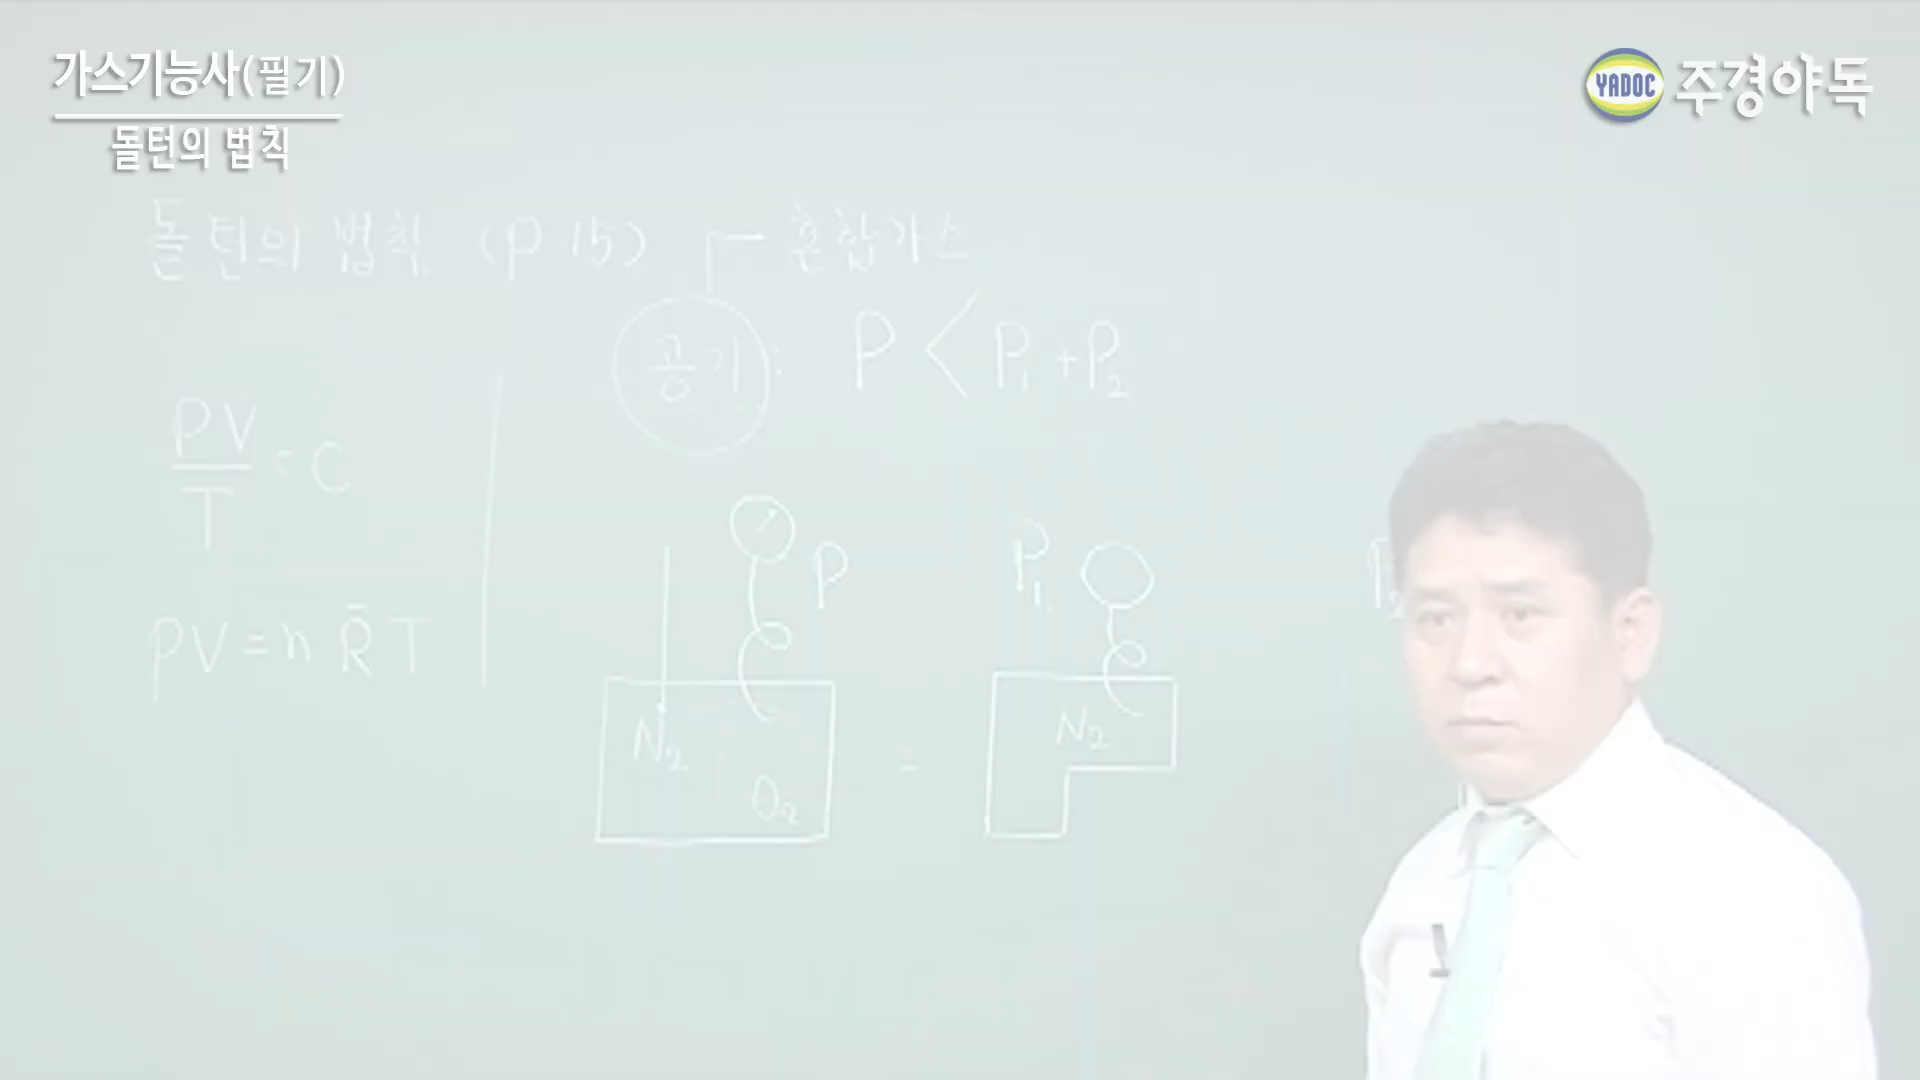 가스기능사(필기)
돌턴의 법칙
YADOC 주경야독
돌턴의 법칙 (P 15)
혼합가스
공기 : P < P₁ + P₂
PV/T = C
PV = n R̄ T
P
P₁
P₂
N₂
O₂
=
N₂